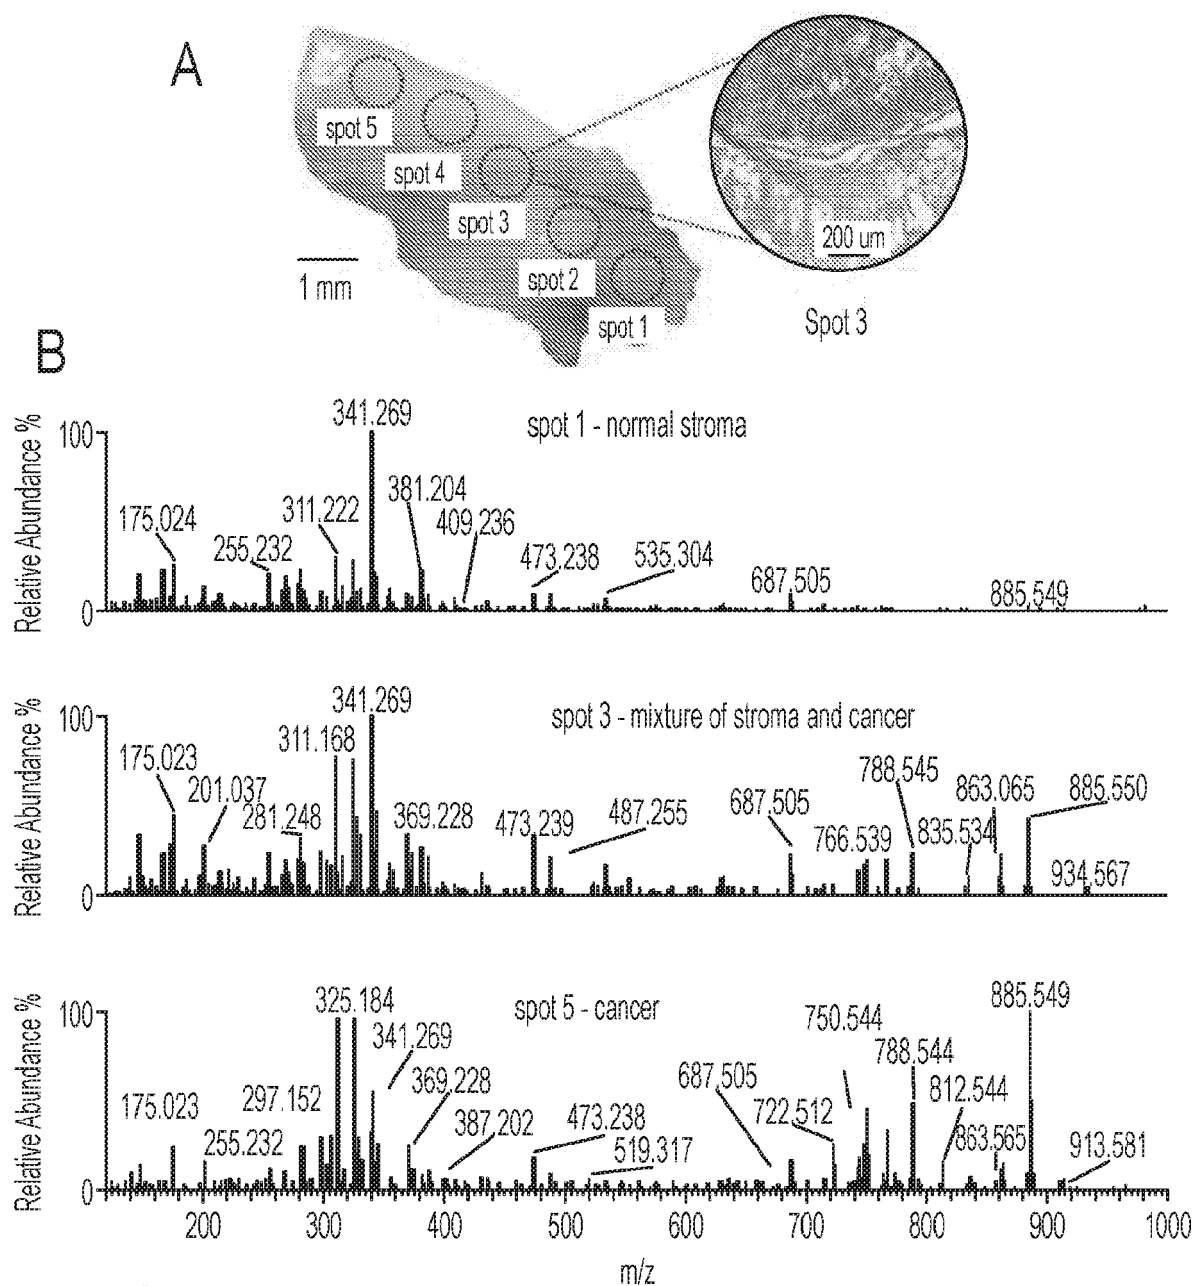 A
spot 5
spot 4
spot 3
spot 2
spot 1
1 mm
200 um
Spot 3
B
Relative Abundance %
100
0
spot 1 - normal stroma
341.269
175.024
255.232
311.222
381.204
409.236
473.238
535.304
687.505
885.549
Relative Abundance %
100
0
spot 3 - mixture of stroma and cancer
341.269
175.023
201.037
281.248
311.168
369.228
473.239
487.255
687.505
766.539
788.545
835.534
863.065
885.550
934.567
Relative Abundance %
100
0
spot 5 - cancer
175.023
255.232
297.152
325.184
341.269
369.228
387.202
473.238
519.317
687.505
722.512
750.544
788.544
812.544
863.565
885.549
913.581
200 300 400 500 600 700 800 900 1000
m/z